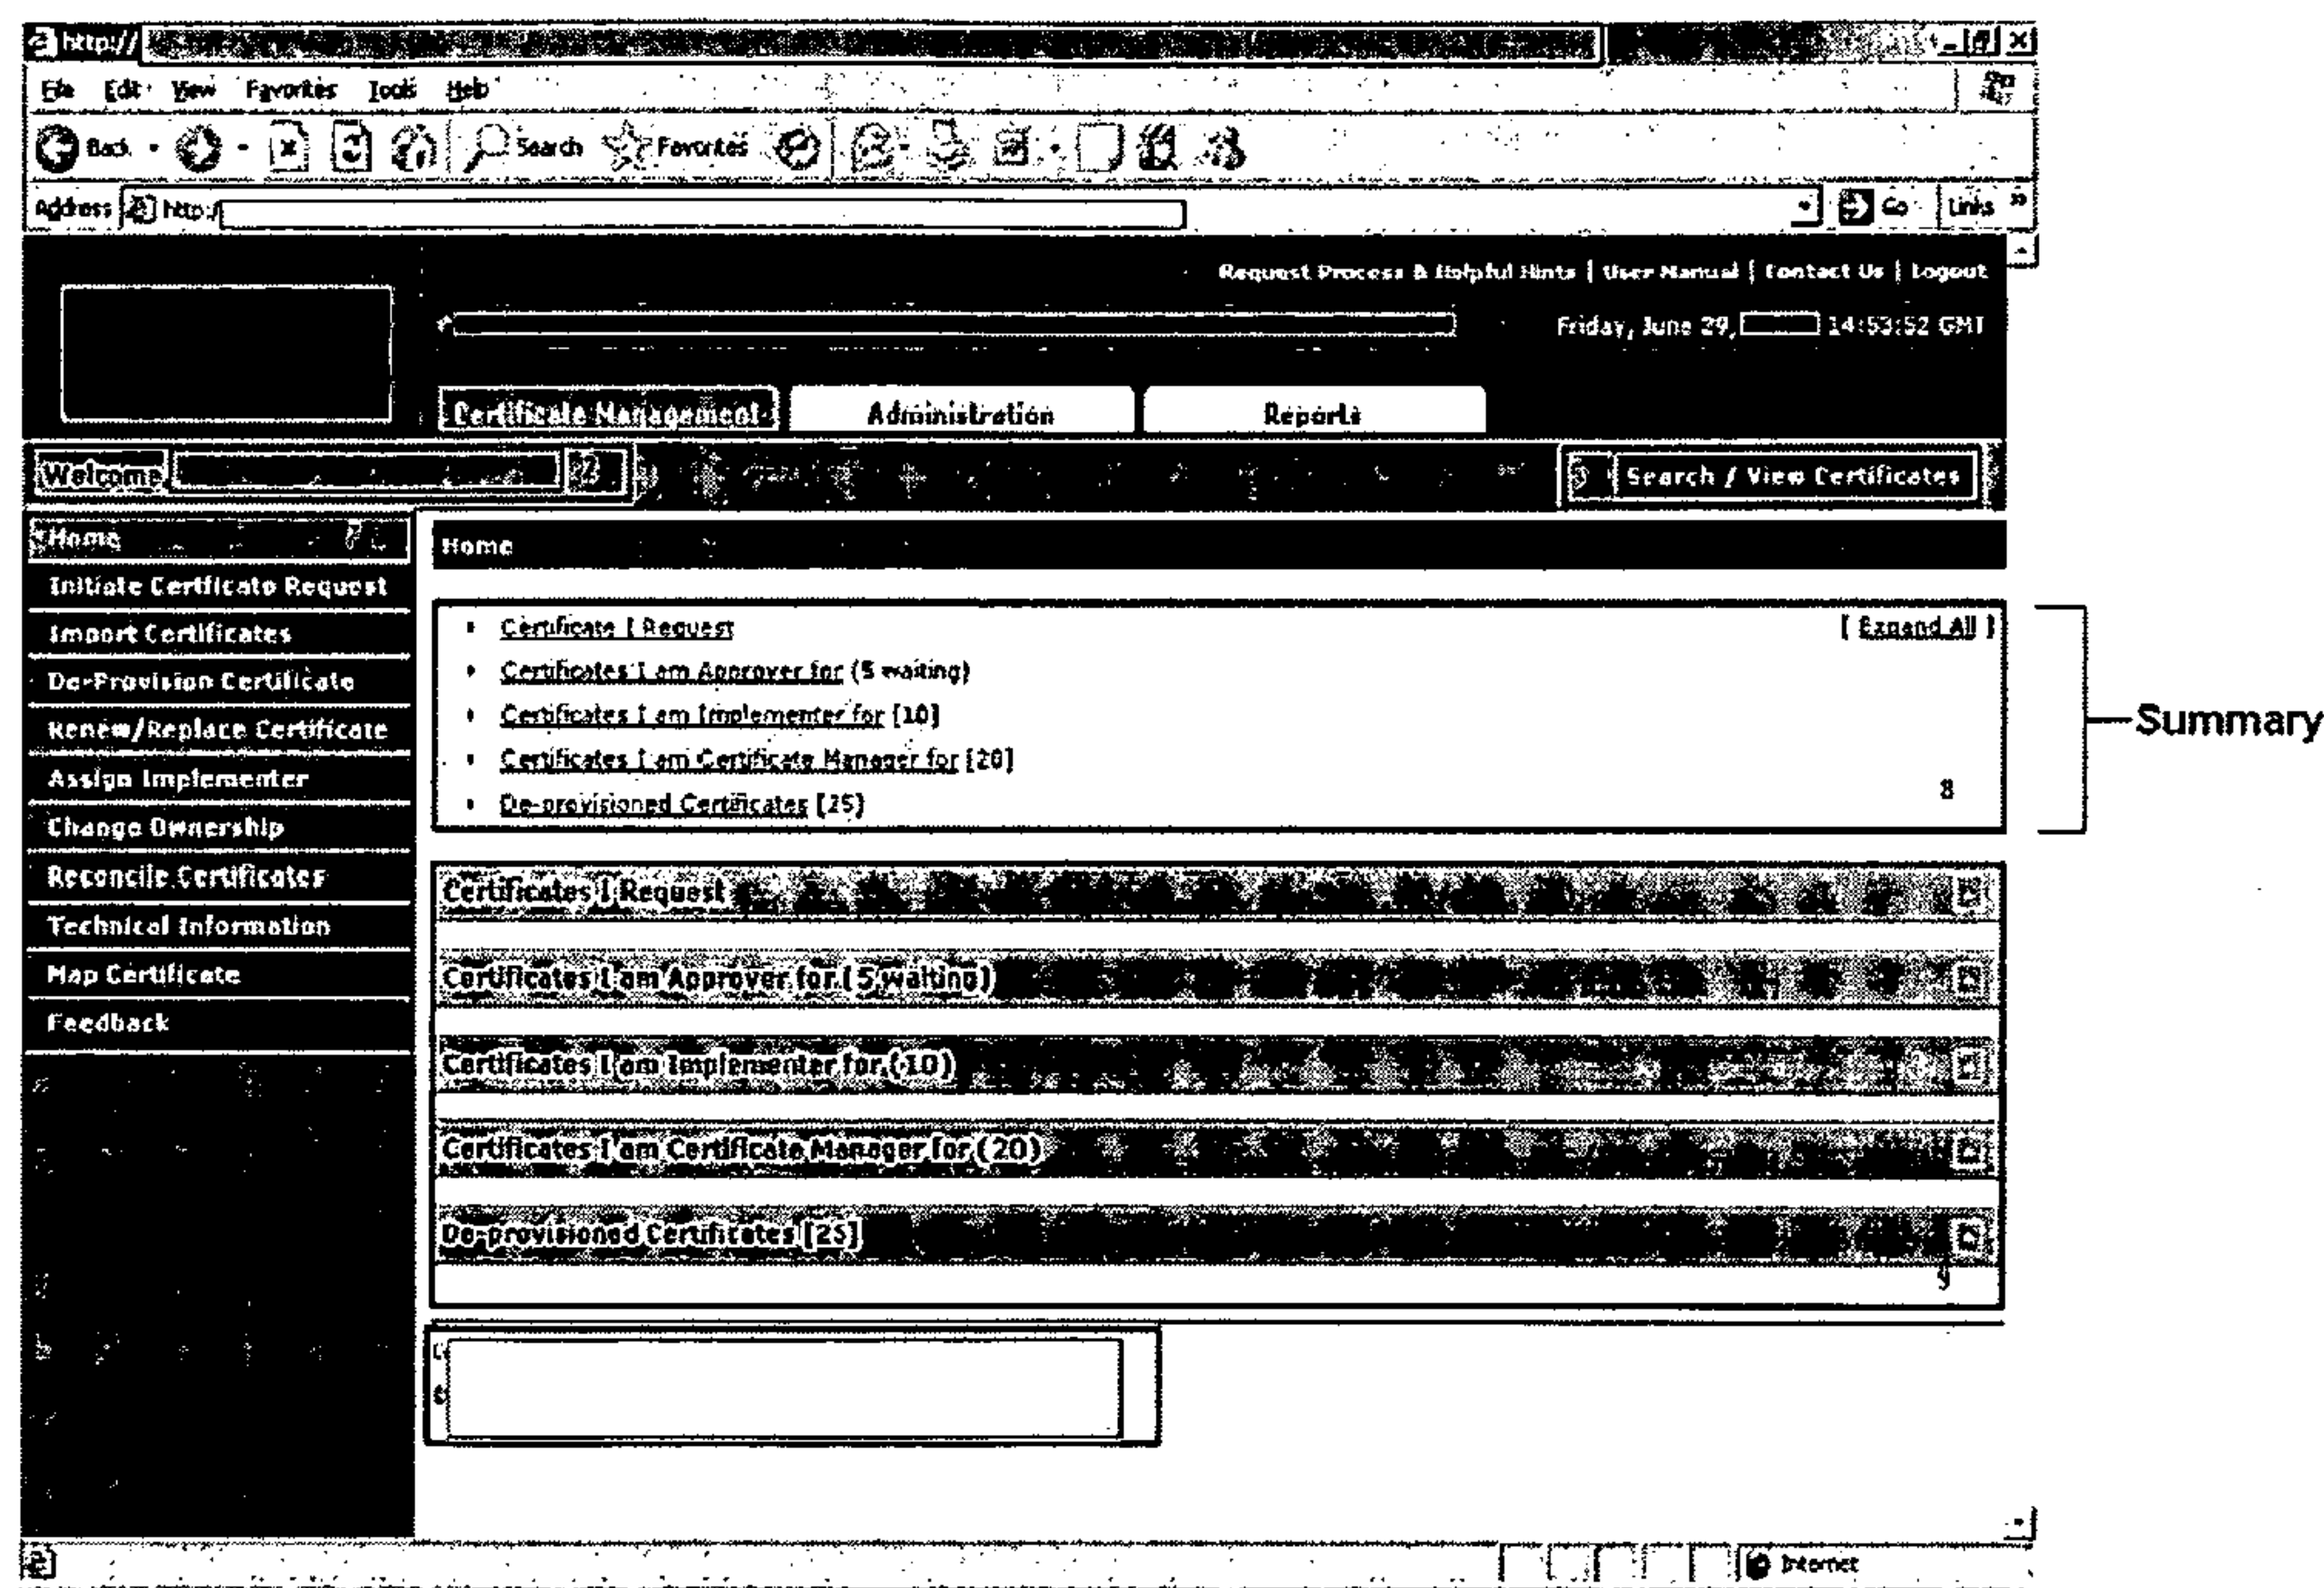 http://
File Edit View Favorites Tools Help
Back Search Favorites
Address http:/ Go Links »
Request Process & Helpful Hints | User Manual | Contact Us | Logout
Friday, June 29, 14:53:52 GMT
Certificate Management Administration Reports
Welcome 2 Search / View Certificates
Home
Initiate Certificate Request
Import Certificates
De-Provision Certificate
Renew/Replace Certificate
Assign Implementer
Change Ownership
Reconcile Certificates
Technical Information
Map Certificate
Feedback
Home
Certificate I Request [ Expand All ]
Certificates I am Approver for (5 waiting)
Certificates I am Implementer for [10]
Certificates I am Certificate Manager for [20]
De-provisioned Certificates [25]
8
Summary
Certificates I Request
Certificates I am Approver for ( 5 waiting)
Certificates I am Implementer for (10)
Certificates I am Certificate Manager for (20)
De-provisioned Certificates [25]
9
Internet